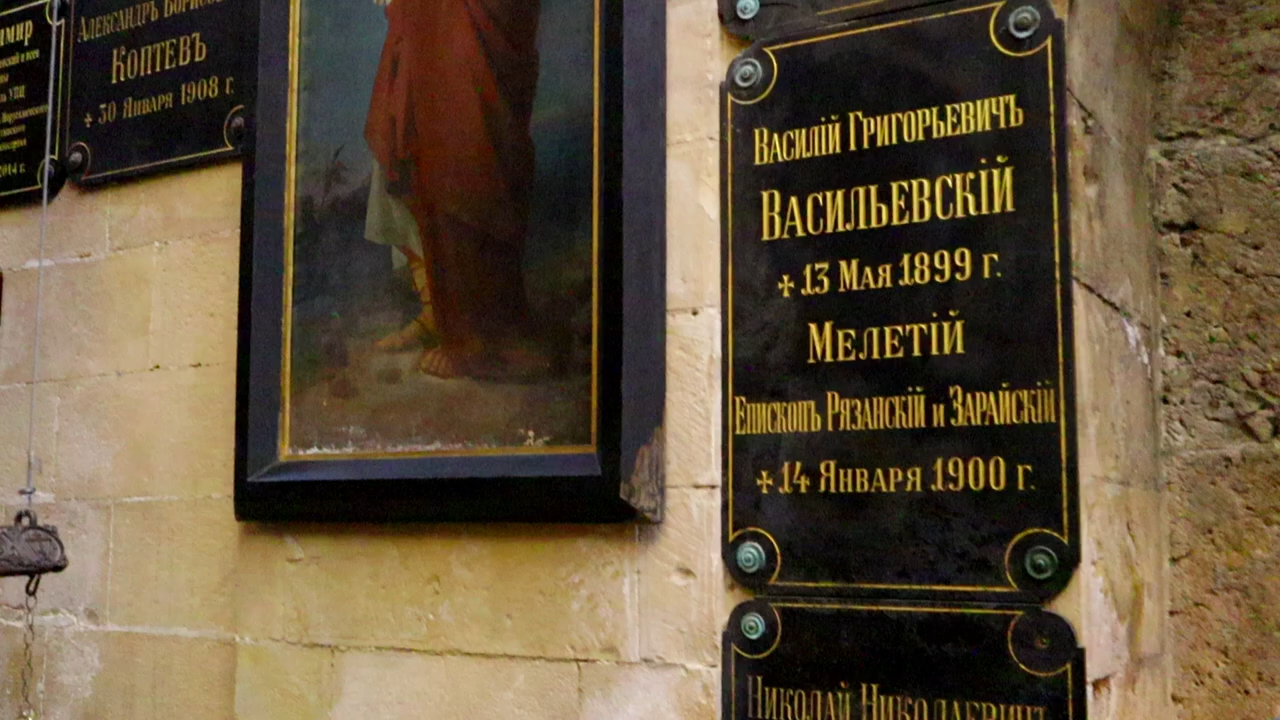 Александръ
Коптевъ
+ 30 Января 1908 г.
2014 г.
Василій Григорьевичъ
Васильевскій
+ 13 Мая 1899 г.
Мелетій
Епископъ Рязанскій и Зарайскій
+ 14 Января 1900 г.
Николай Николаевичъ